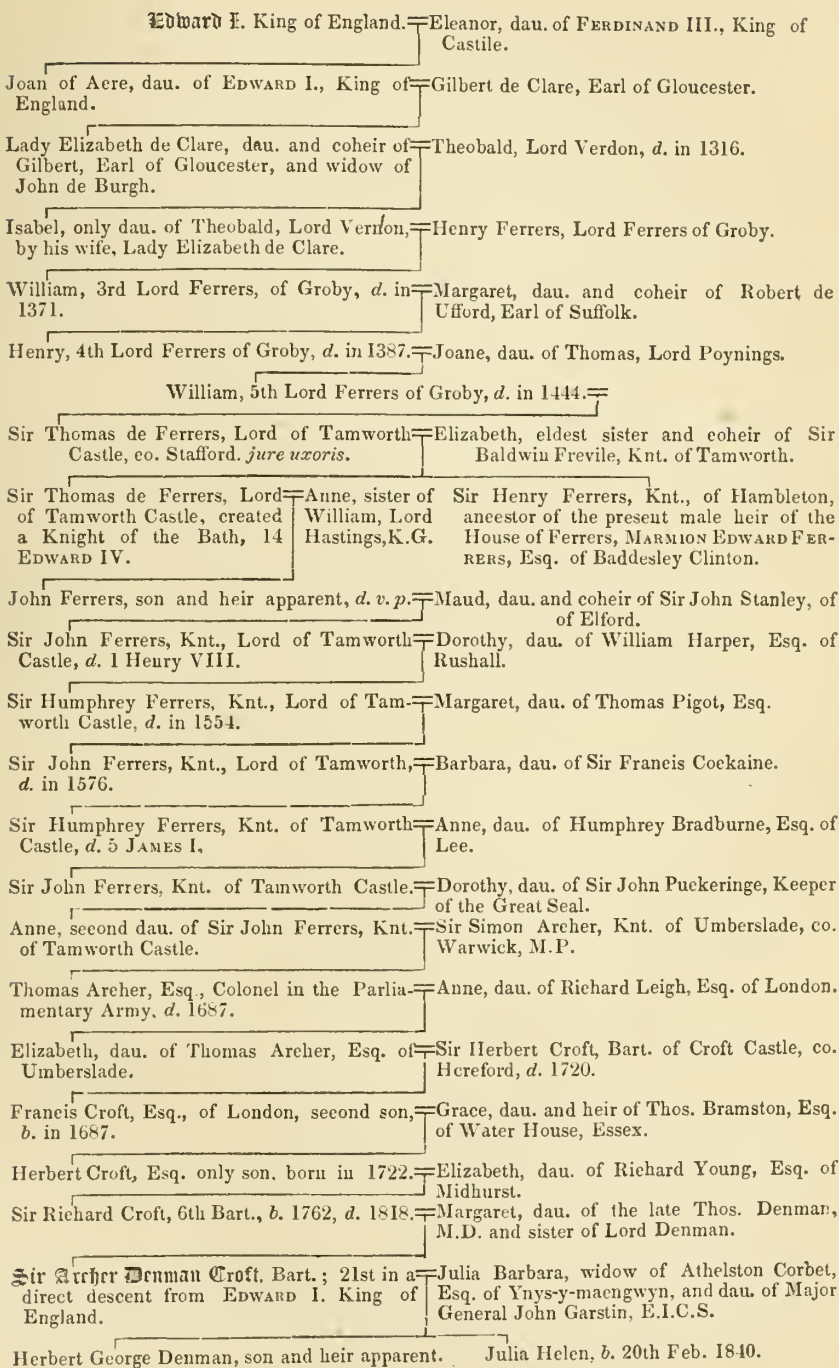 Edward I. King of England.=Eleanor, dau. of FERDINAND III., King of
Castile.
Joan of Acre, dau. of EDWARD I., King of=Gilbert de Clare, Earl of Gloucester.
England.
Lady Elizabeth de Clare, dau. and coheir of=Theobald, Lord Verdon, d. in 1316.
Gilbert, Earl of Gloucester, and widow of
John de Burgh.
Isabel, only dau. of Theobald, Lord Verdon,=Henry Ferrers, Lord Ferrers of Groby.
by his wife, Lady Elizabeth de Clare.
William, 3rd Lord Ferrers, of Groby, d. in=Margaret, dau. and coheir of Robert de
1371. Ufford, Earl of Suffolk.
Henry, 4th Lord Ferrers of Groby, d. in 1387.=Joane, dau. of Thomas, Lord Poynings.
William, 5th Lord Ferrers of Groby, d. in 1444.=
Sir Thomas de Ferrers, Lord of Tamworth=Elizabeth, eldest sister and coheir of Sir
Castle, co. Stafford. jure uxoris. Baldwin Frevile, Knt. of Tamworth.
Sir Thomas de Ferrers, Lord=Anne, sister of Sir Henry Ferrers, Knt., of Hambleton,
of Tamworth Castle, created William, Lord ancestor of the present male heir of the
a Knight of the Bath, 14 Hastings, K.G. House of Ferrers, MARMION EDWARD FER-
EDWARD IV. RERS, Esq. of Baddesley Clinton.
John Ferrers, son and heir apparent, d. v. p.=Maud, dau. and coheir of Sir John Stanley, of
of Elford.
Sir John Ferrers, Knt., Lord of Tamworth=Dorothy, dau. of William Harper, Esq. of
Castle, d. 1 Henry VIII. Rushall.
Sir Humphrey Ferrers, Knt., Lord of Tam-=Margaret, dau. of Thomas Pigot, Esq.
worth Castle, d. in 1554.
Sir John Ferrers, Knt., Lord of Tamworth,=Barbara, dau. of Sir Francis Cockaine.
d. in 1576.
Sir Humphrey Ferrers, Knt. of Tamworth=Anne, dau. of Humphrey Bradburne, Esq. of
Castle, d. 5 JAMES I, Lee.
Sir John Ferrers, Knt. of Tamworth Castle.=Dorothy, dau. of Sir John Puckeringe, Keeper
of the Great Seal.
Anne, second dau. of Sir John Ferrers, Knt.=Sir Simon Archer, Knt. of Umberslade, co.
of Tamworth Castle. Warwick, M.P.
Thomas Archer, Esq., Colonel in the Parlia-=Anne, dau. of Richard Leigh, Esq. of London.
mentary Army, d. 1687.
Elizabeth, dau. of Thomas Archer, Esq. of=Sir Herbert Croft, Bart. of Croft Castle, co.
Umberslade. Hereford, d. 1720.
Francis Croft, Esq., of London, second son,=Grace, dau. and heir of Thos. Bramston, Esq.
b. in 1687. of Water House, Essex.
Herbert Croft, Esq. only son. born in 1722.=Elizabeth, dau. of Richard Young, Esq. of
Midhurst.
Sir Richard Croft, 6th Bart., b. 1762, d. 1818.=Margaret, dau. of the late Thos. Denman,
M.D. and sister of Lord Denman.
Sir Archer Denman Croft, Bart.; 21st in a=Julia Barbara, widow of Athelston Corbet,
direct descent from EDWARD I. King of Esq. of Ynys-y-maengwyn, and dau. of Major
England. General John Garstin, E.I.C.S.
Herbert George Denman, son and heir apparent. Julia Helen, b. 20th Feb. 1840.